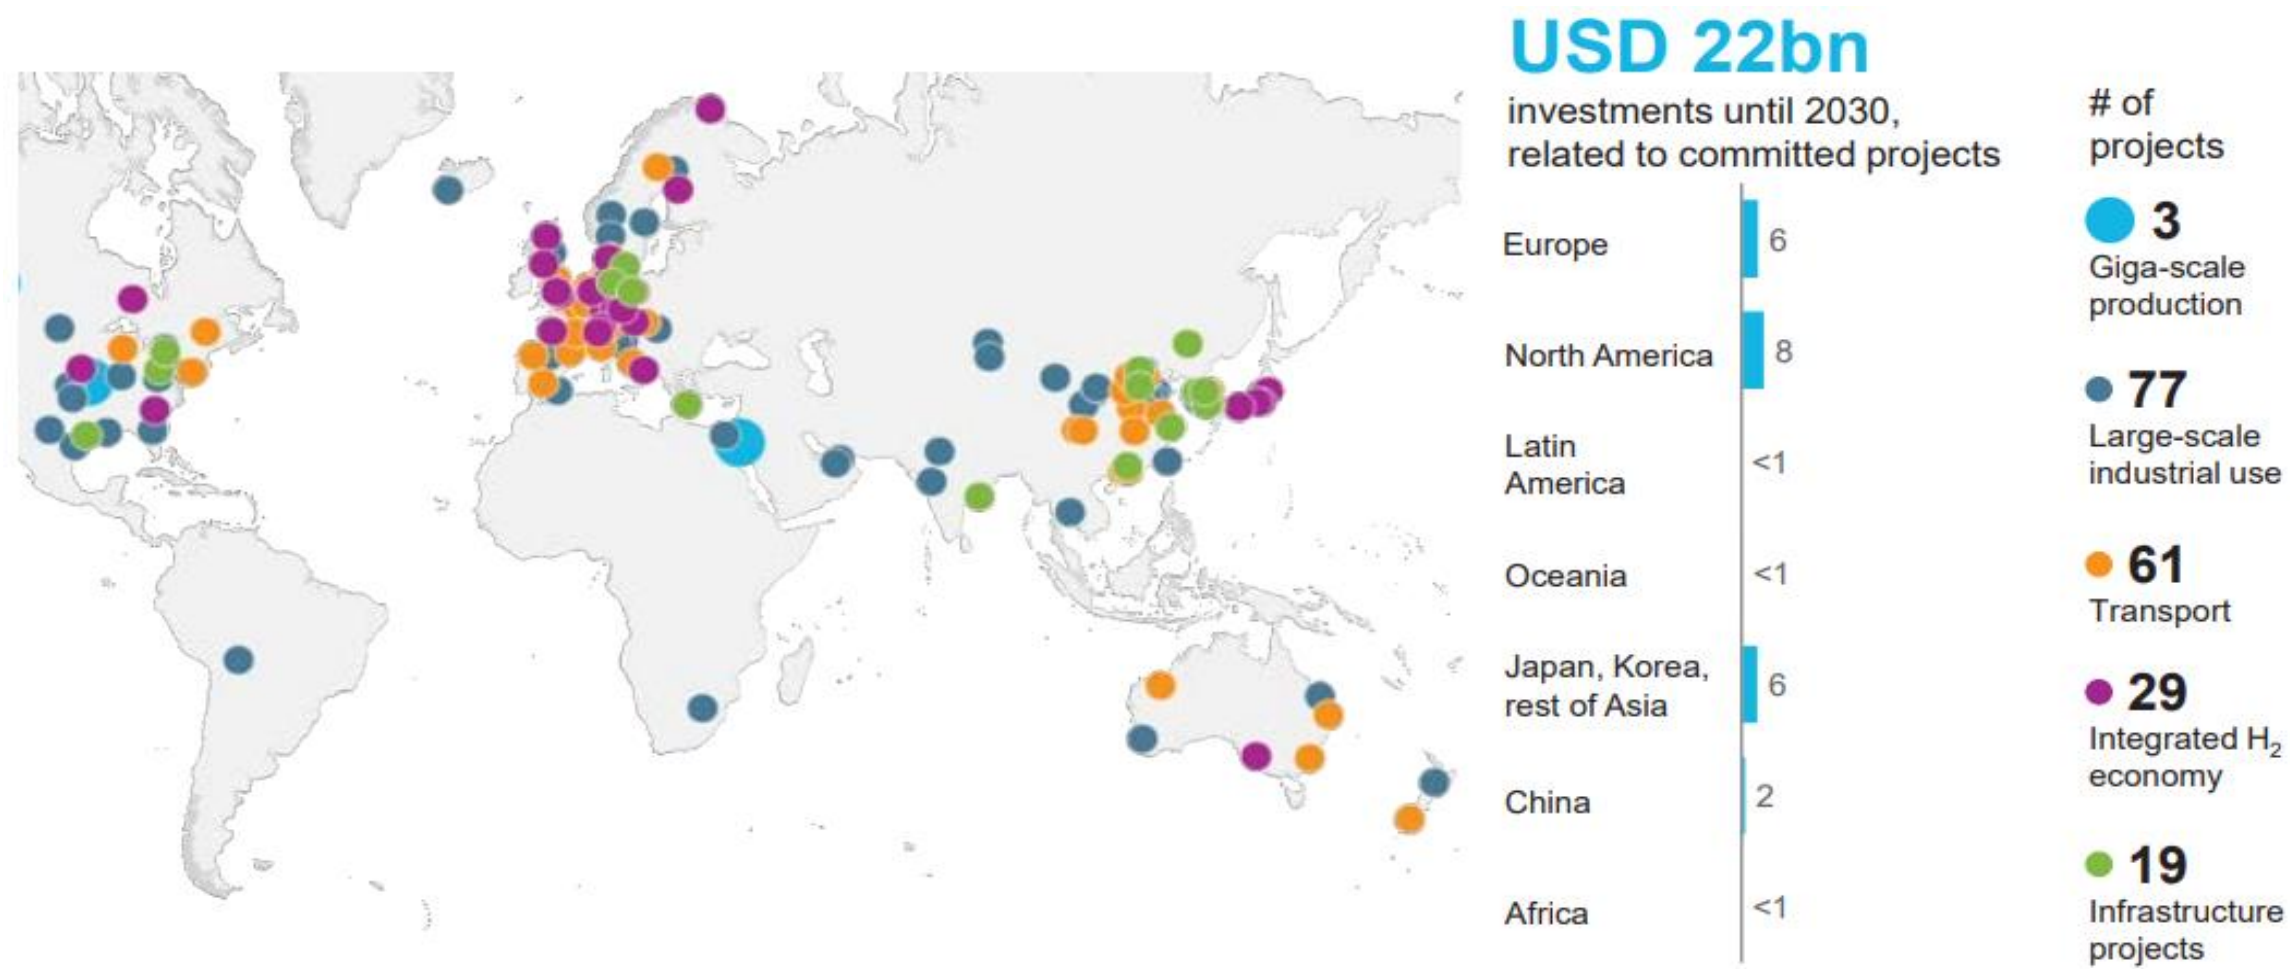 USD 22bn
investments until 2030,
related to committed projects
Europe
6
North America
8
Latin
America
<1
Oceania
<1
Japan, Korea,
rest of Asia
6
China
2
Africa
<1
# of
projects
3
Giga-scale
production
77
Large-scale
industrial use
61
Transport
29
Integrated H₂
economy
19
Infrastructure
projects